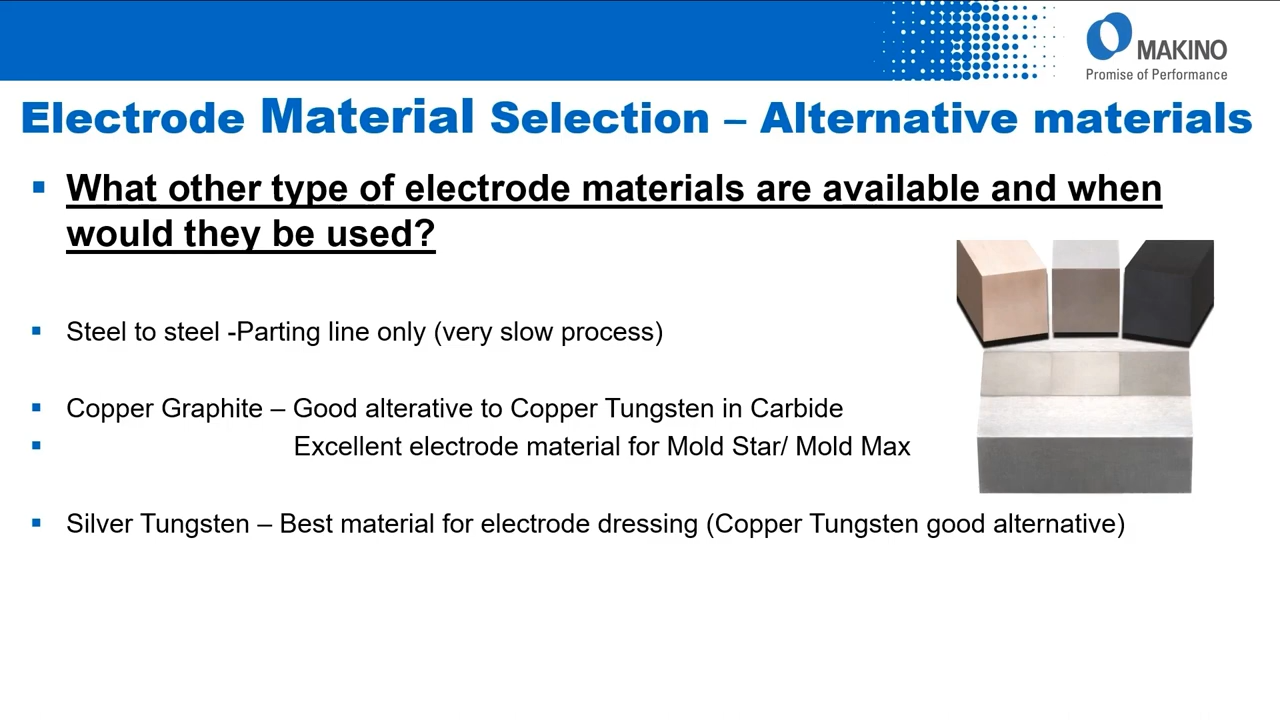 MAKINO
Promise of Performance
Electrode Material Selection – Alternative materials
▪ What other type of electrode materials are available and when
would they be used?
▪ Steel to steel -Parting line only (very slow process)
▪ Copper Graphite – Good alterative to Copper Tungsten in Carbide
▪ Excellent electrode material for Mold Star/ Mold Max
▪ Silver Tungsten – Best material for electrode dressing (Copper Tungsten good alternative)